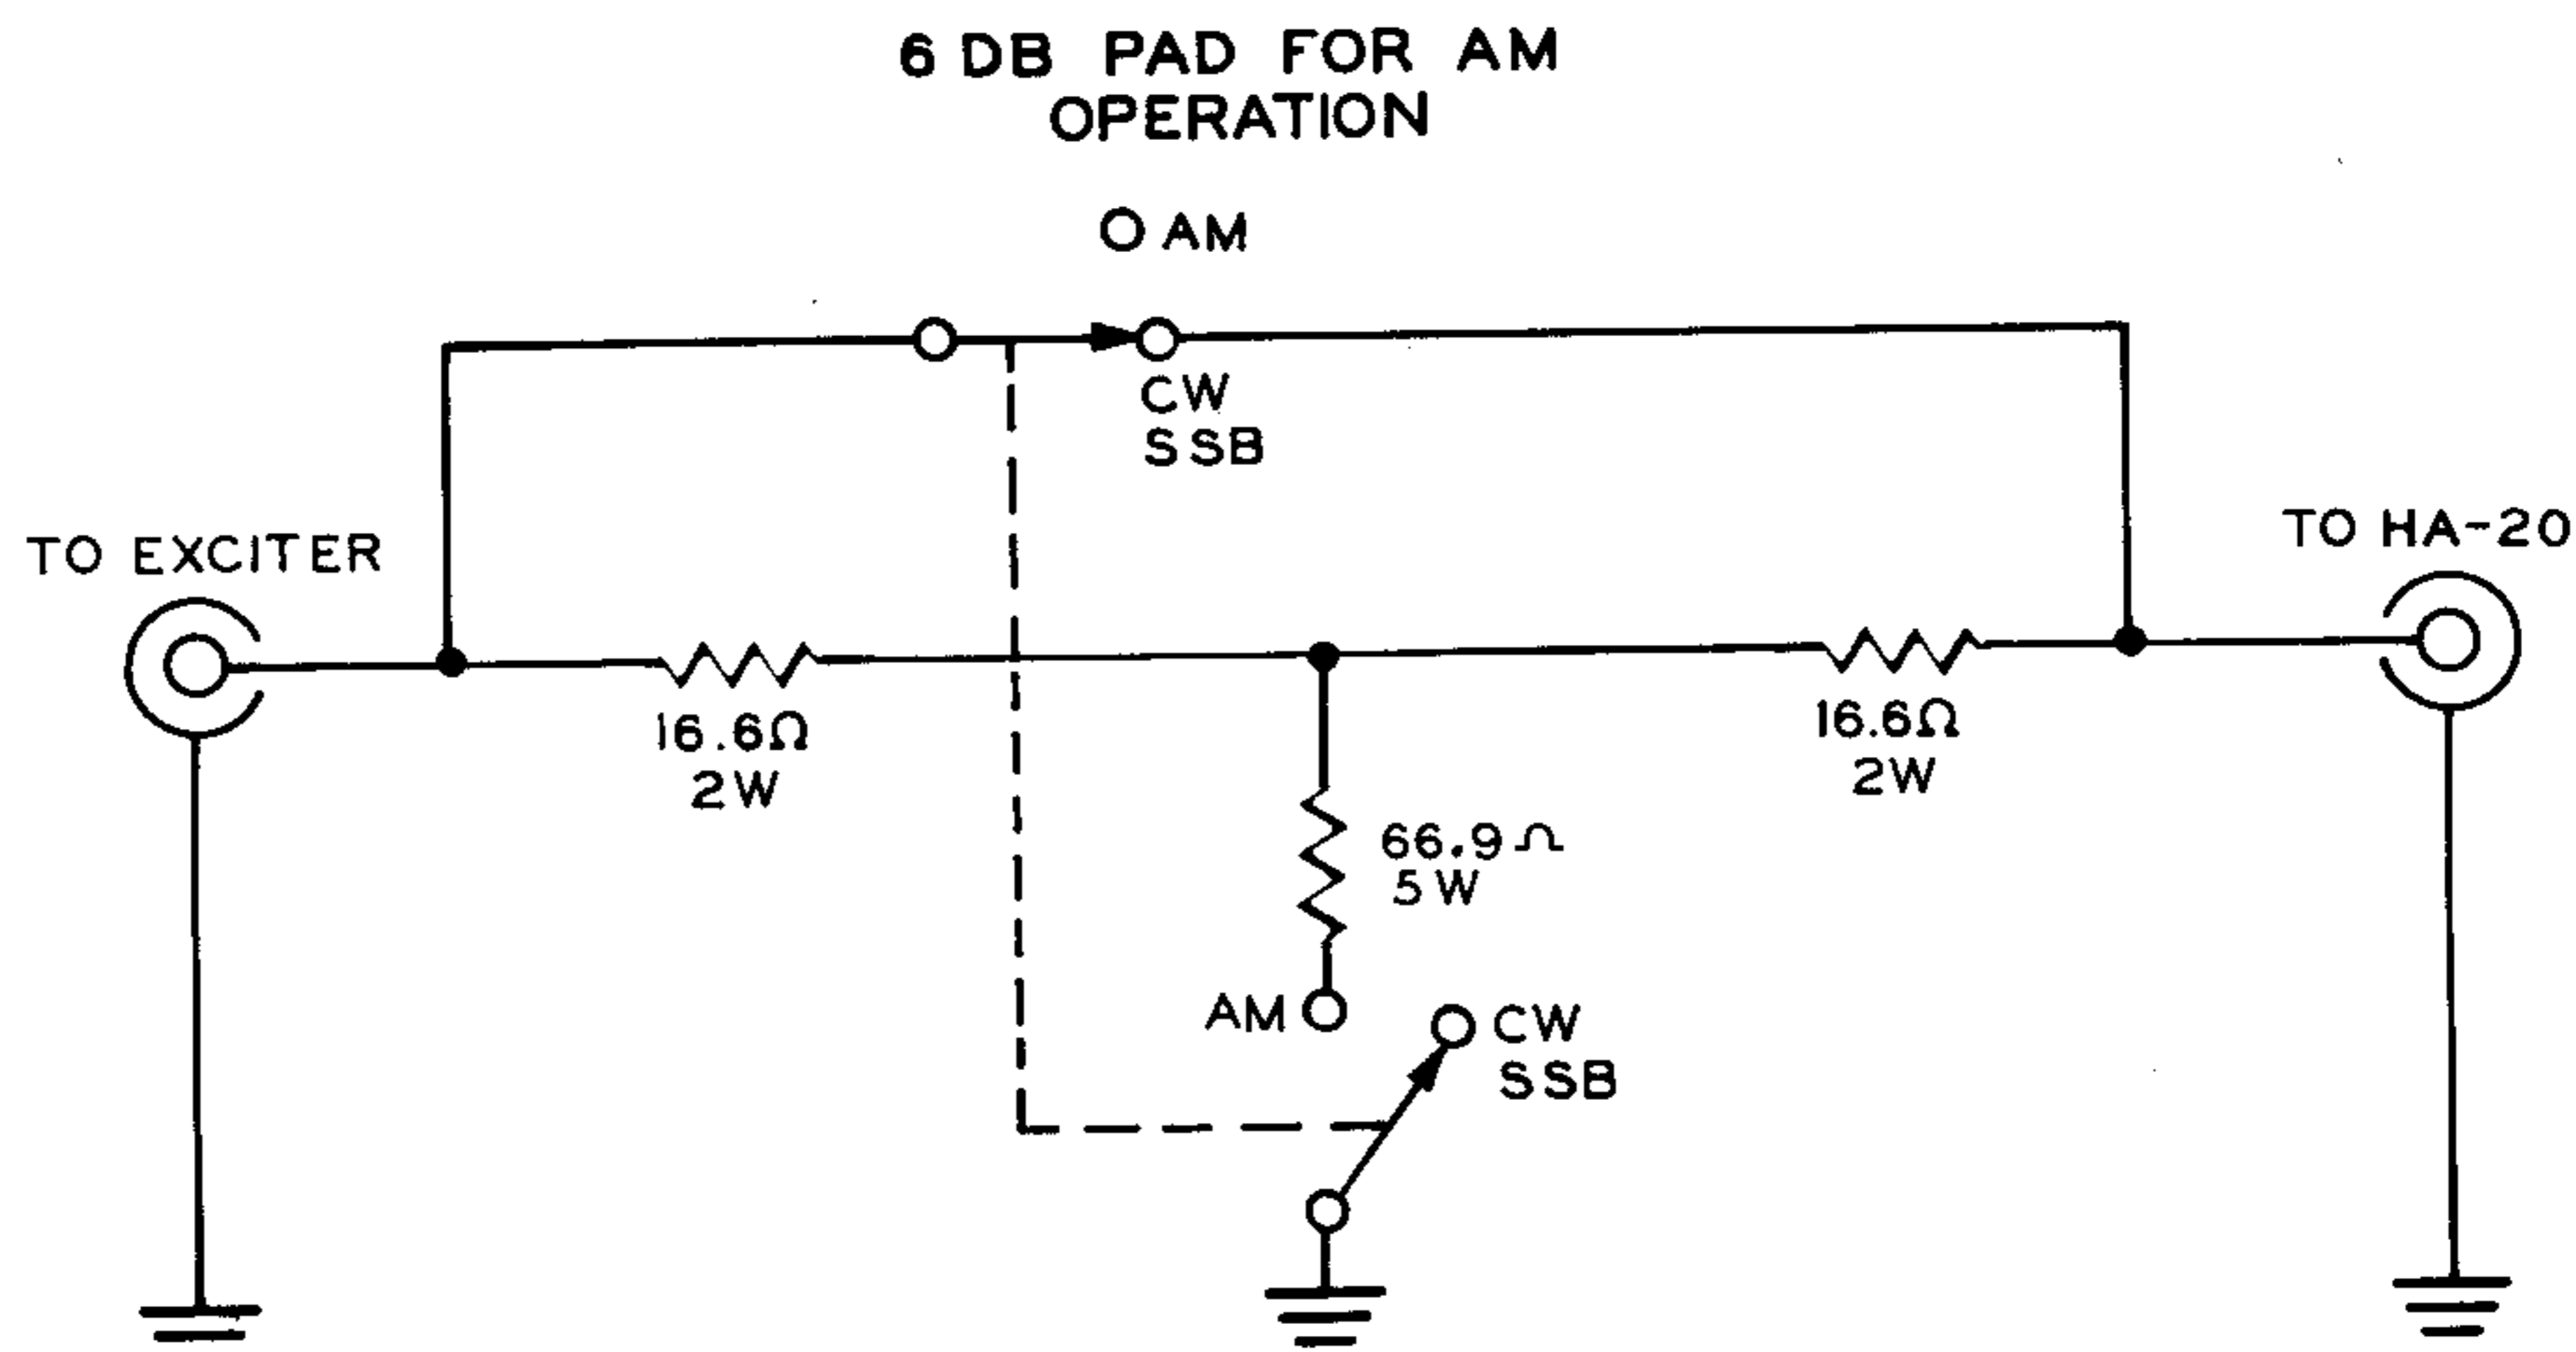 6 DB PAD FOR AM
OPERATION
AM
CW
SSB
TO EXCITER
TO HA-20
16.6Ω
2W
16.6Ω
2W
66.9Ω
5W
AM
CW
SSB